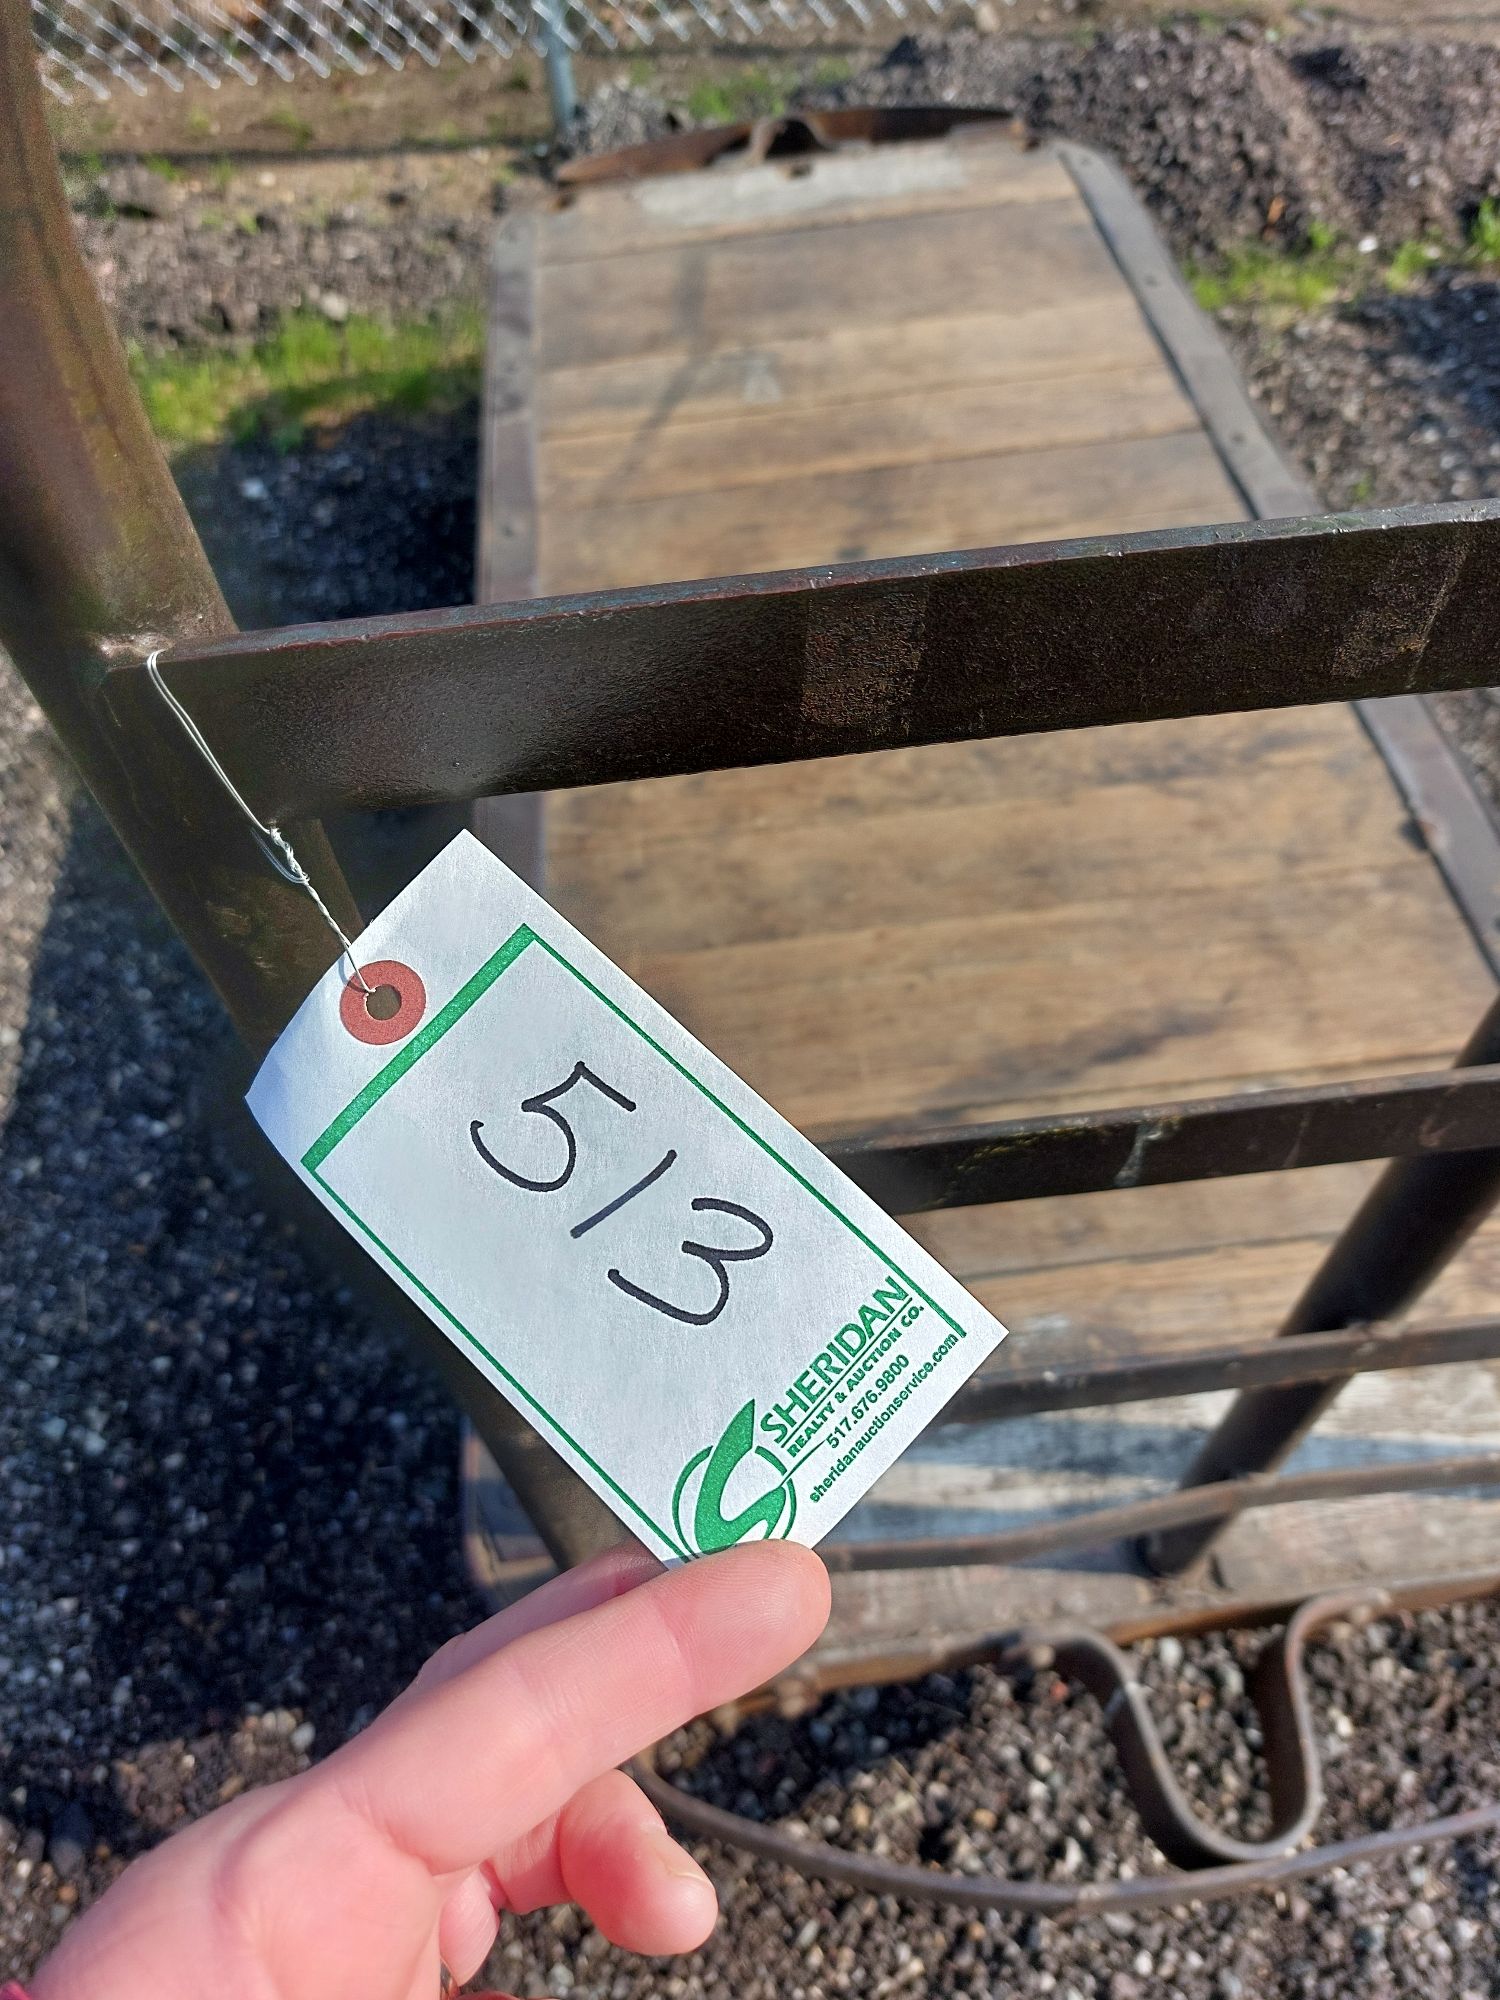 513
SHERIDAN
REALTY & AUCTION CO.
517.676.9800
sheridanauctionservice.com